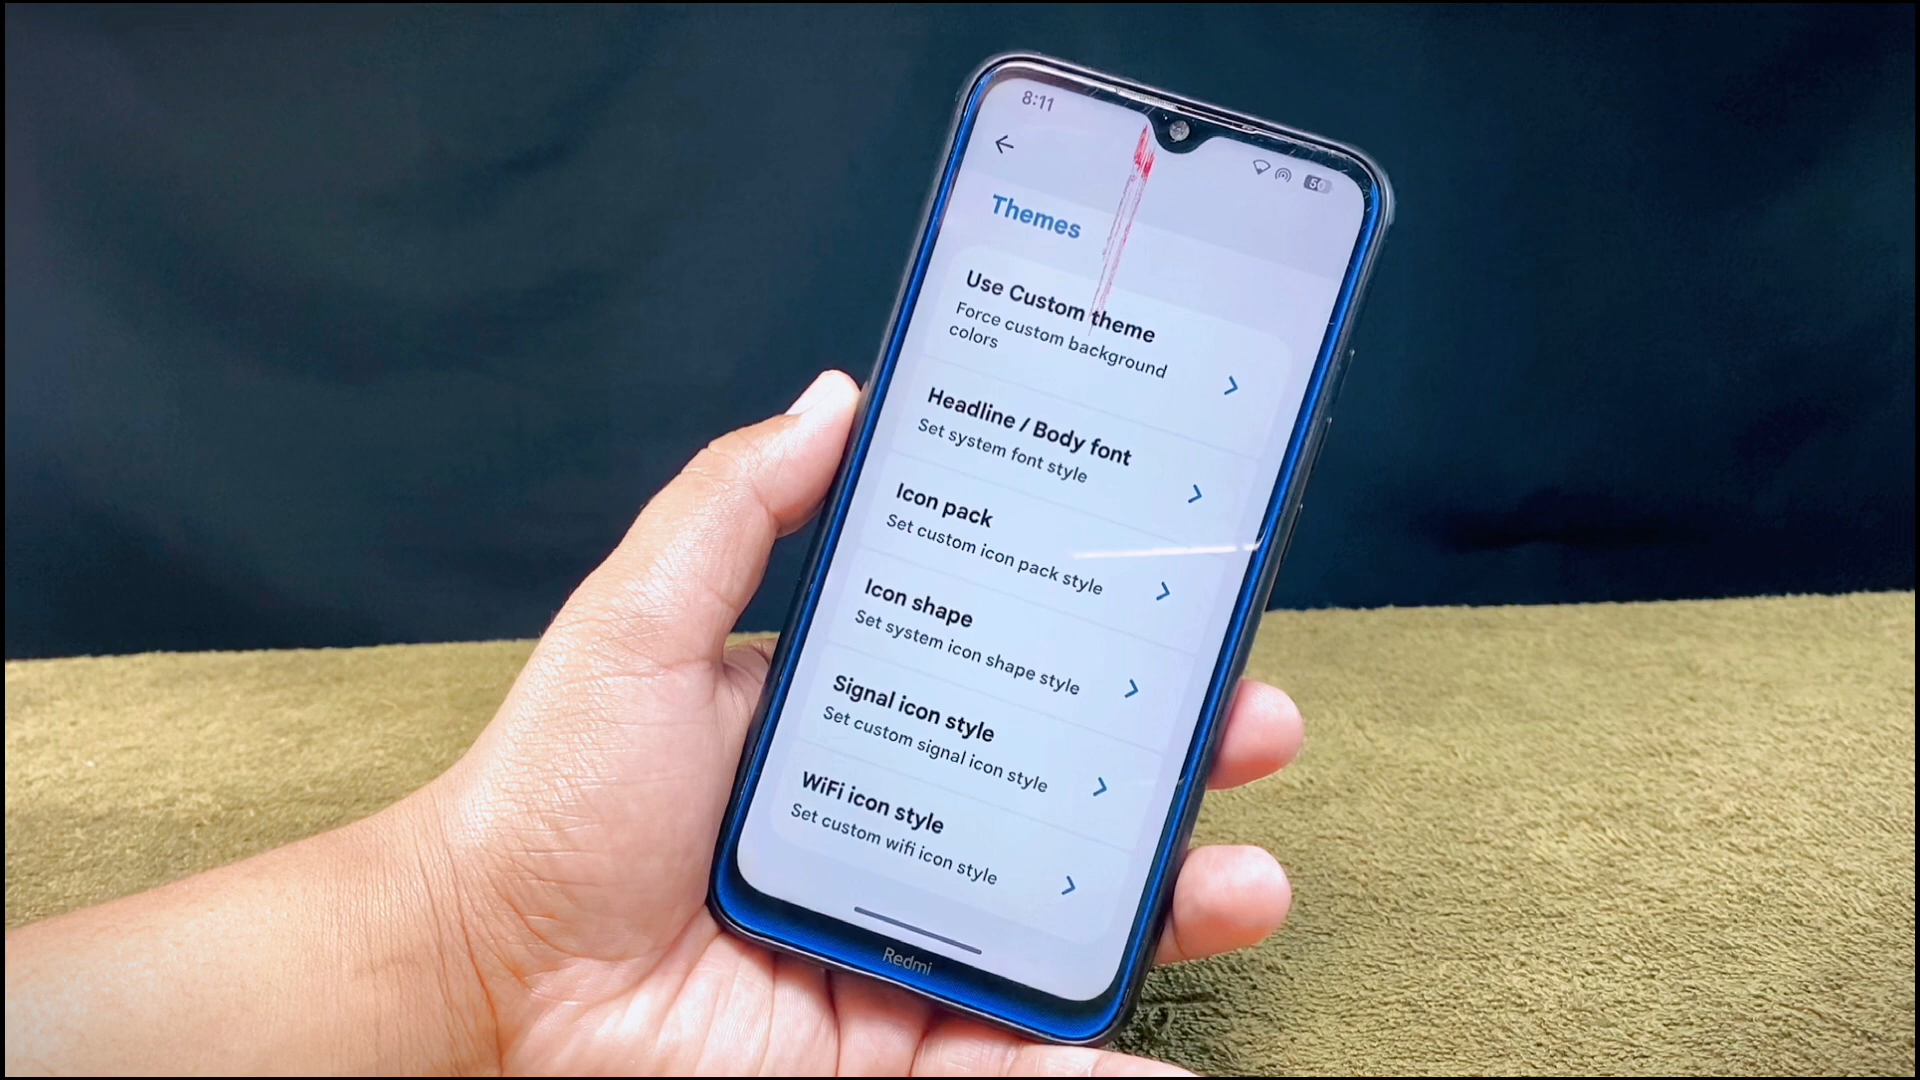 8:11
50
Themes
Use Custom theme
Force custom background
colors
Headline / Body font
Set system font style
Icon pack
Set custom icon pack style
Icon shape
Set system icon shape style
Signal icon style
Set custom signal icon style
WiFi icon style
Set custom wifi icon style
Redmi